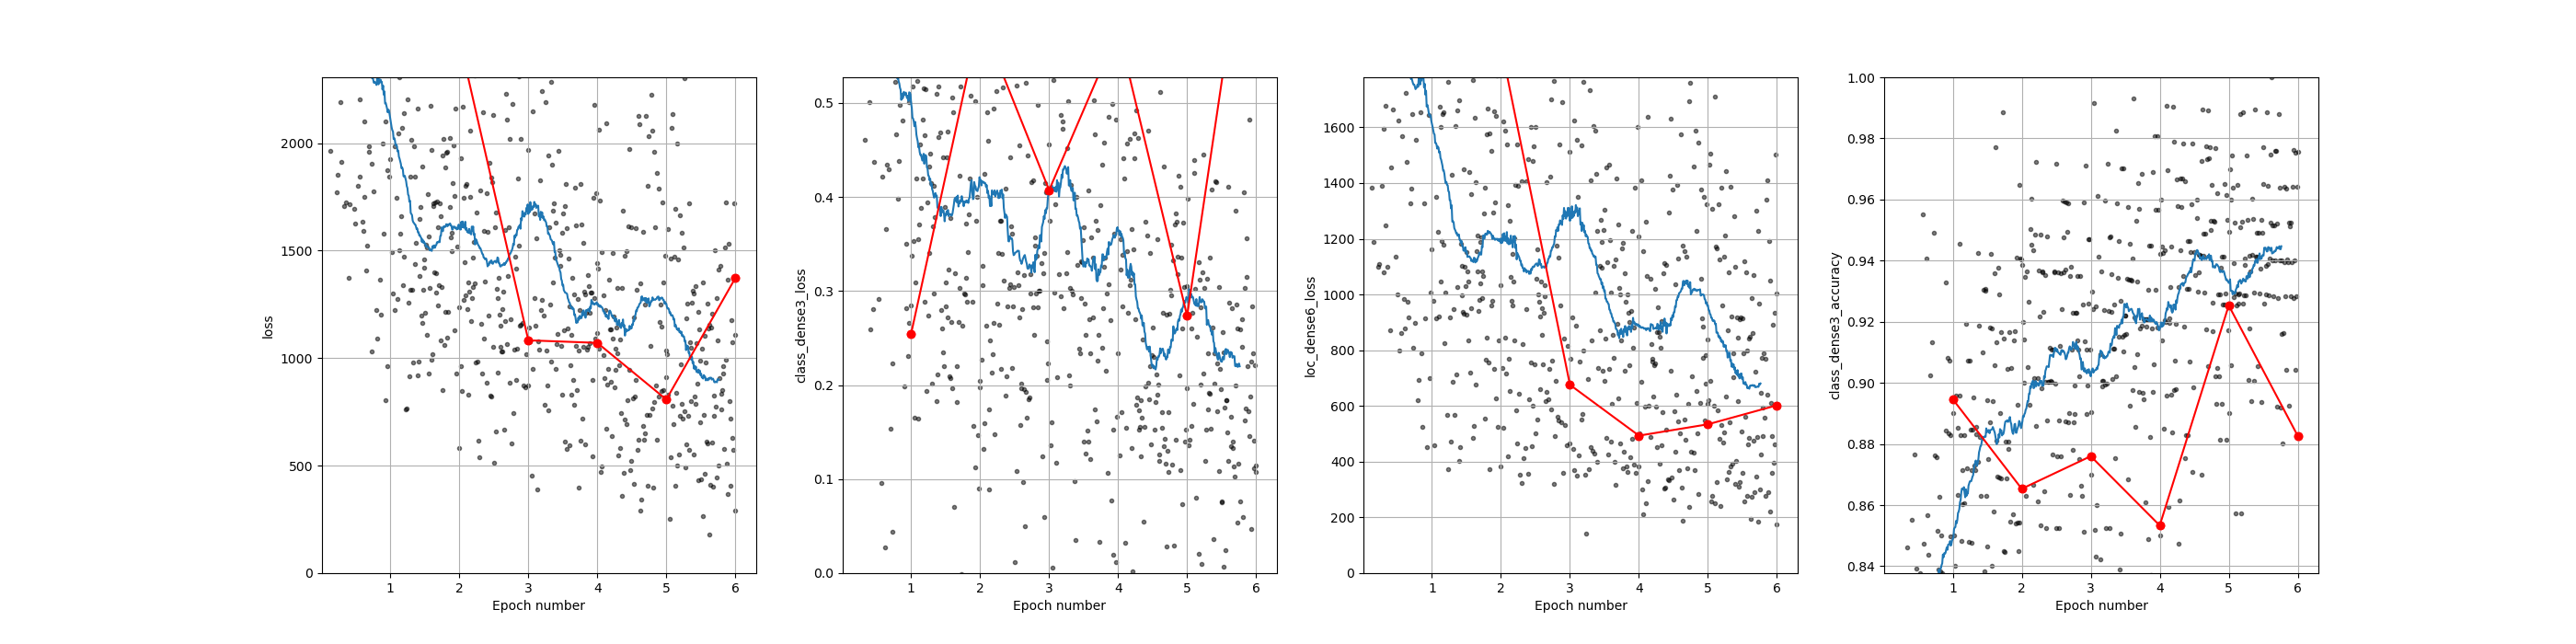 loss
2000
1500
1000
500
0
1 2 3 4 5 6
Epoch number
class_dense3_loss
0.5
0.4
0.3
0.2
0.1
0.0
1 2 3 4 5 6
Epoch number
loc_dense6_loss
1600
1400
1200
1000
800
600
400
200
0
1 2 3 4 5 6
Epoch number
class_dense3_accuracy
1.00
0.98
0.96
0.94
0.92
0.90
0.88
0.86
0.84
1 2 3 4 5 6
Epoch number